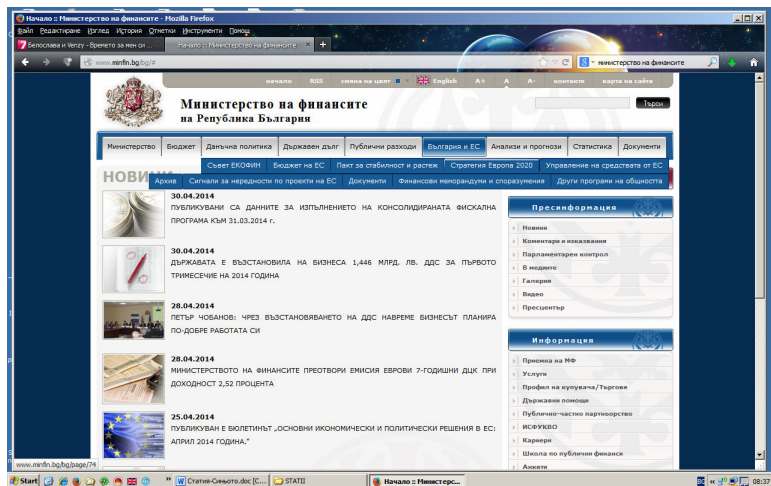 Начало :: Министерство на финансите - Mozilla Firefox
Файл Редактиране Изглед История Отметки Инструменти Помощ
Белослава и Venzy - Времето за мен си ... Начало :: Министерство на финансите
www.minfin.bg/bg/# министерство на финансите
начало RSS смяна на цвят English A+ A A- контакти карта на сайта
Министерство на финансите
на Република България
Търси
Министерство Бюджет Данъчна политика Държавен дълг Публични разходи България и ЕС Анализи и прогнози Статистика Документи
Съвет ЕКОФИН Бюджет на ЕС Пакт за стабилност и растеж Стратегия Европа 2020 Управление на средствата от ЕС
НОВИНИ
Архив Сигнали за нередности по проекти на ЕС Документи Финансови меморандуми и споразумения Други програми на общността
30.04.2014
ПУБЛИКУВАНИ СА ДАННИТЕ ЗА ИЗПЪЛНЕНИЕТО НА КОНСОЛИДИРАНАТА ФИСКАЛНА
ПРОГРАМА КЪМ 31.03.2014 г.
30.04.2014
ДЪРЖАВАТА Е ВЪЗСТАНОВИЛА НА БИЗНЕСА 1,446 МЛРД. ЛВ. ДДС ЗА ПЪРВОТО
ТРИМЕСЕЧИЕ НА 2014 ГОДИНА
28.04.2014
ПЕТЪР ЧОБАНОВ: ЧРЕЗ ВЪЗСТАНОВЯВАНЕТО НА ДДС НАВРЕМЕ БИЗНЕСЪТ ПЛАНИРА
ПО-ДОБРЕ РАБОТАТА СИ
28.04.2014
МИНИСТЕРСТВОТО НА ФИНАНСИТЕ ПРЕОТВОРИ ЕМИСИЯ ЕВРОВИ 7-ГОДИШНИ ДЦК ПРИ
ДОХОДНОСТ 2,52 ПРОЦЕНТА
25.04.2014
ПУБЛИКУВАН Е БЮЛЕТИНЪТ „ОСНОВНИ ИКОНОМИЧЕСКИ И ПОЛИТИЧЕСКИ РЕШЕНИЯ В ЕС:
АПРИЛ 2014 ГОДИНА.“
Пресинформация
Новини
Коментари и изказвания
Парламентарен контрол
В медиите
Галерия
Видео
Пресцентър
Информация
Приемна на МФ
Услуги
Профил на купувача/Търгове
Държавни помощи
Публично-частно партньорство
ИСФУКВО
Кариери
Школа по публични финанси
Анкети
www.minfin.bg/bg/page/74
Start Статия-Синьото.doc [C... STATII Начало :: Министерс... 08:37